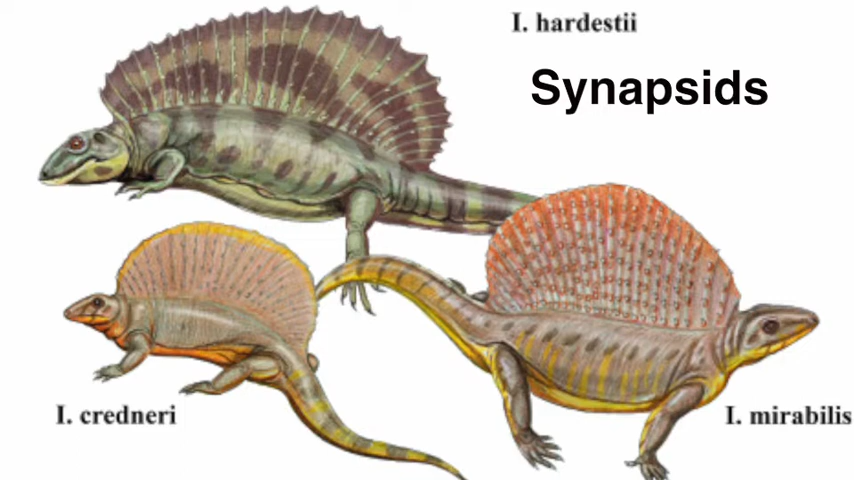 I. hardestii
Synapsids
I. credneri
I. mirabilis